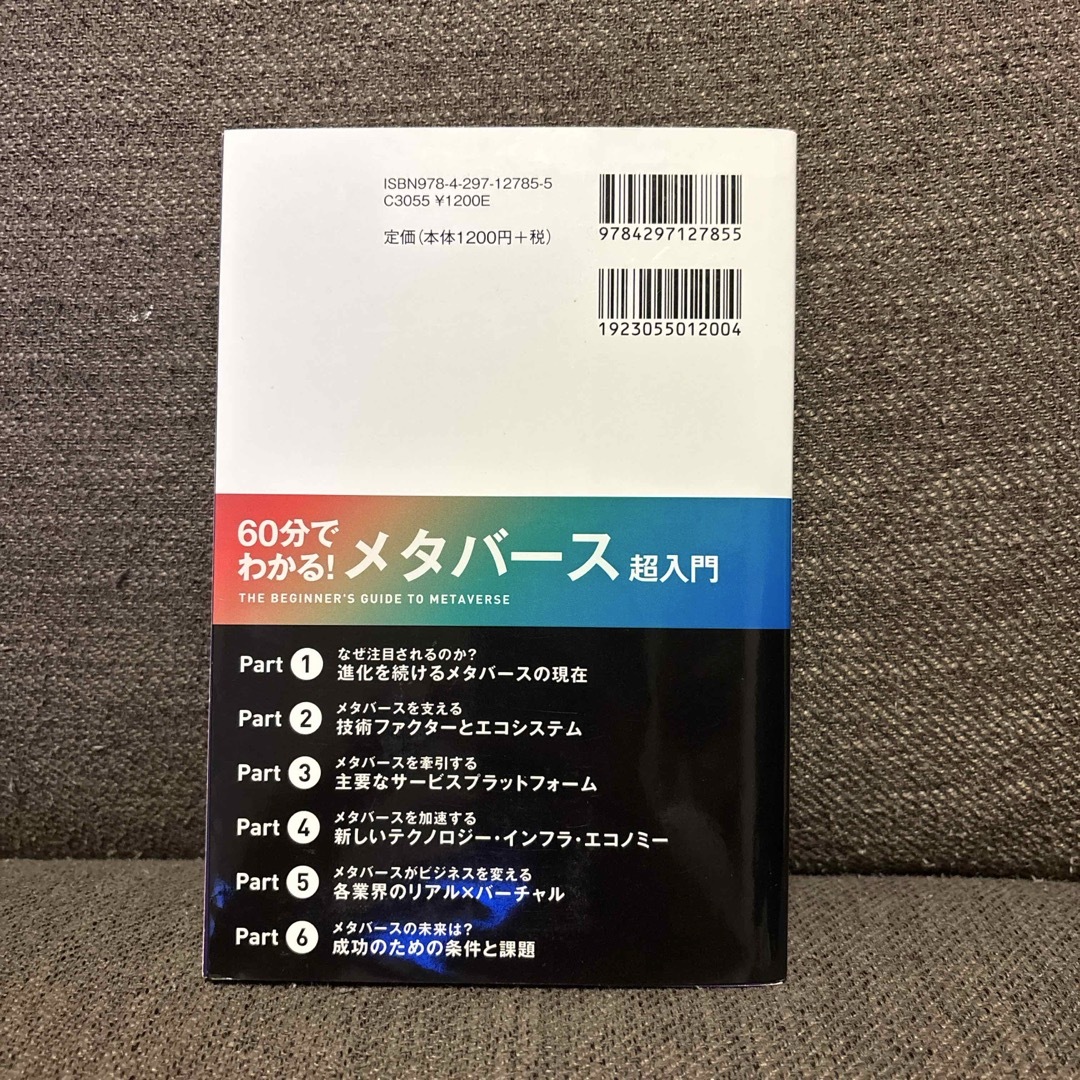 ISBN978-4-297-12785-5
C3055 ¥1200E
定価(本体1200円+税)
9784297127855
1923055012004
60分で
わかる!
メタバース 超入門
THE BEGINNER'S GUIDE TO METAVERSE
Part 1
なぜ注目されるのか?
進化を続けるメタバースの現在
Part 2
メタバースを支える
技術ファクターとエコシステム
Part 3
メタバースを牽引する
主要なサービスプラットフォーム
Part 4
メタバースを加速する
新しいテクノロジー・インフラ・エコノミー
Part 5
メタバースがビジネスを変える
各業界のリアル×バーチャル
Part 6
メタバースの未来は?
成功のための条件と課題